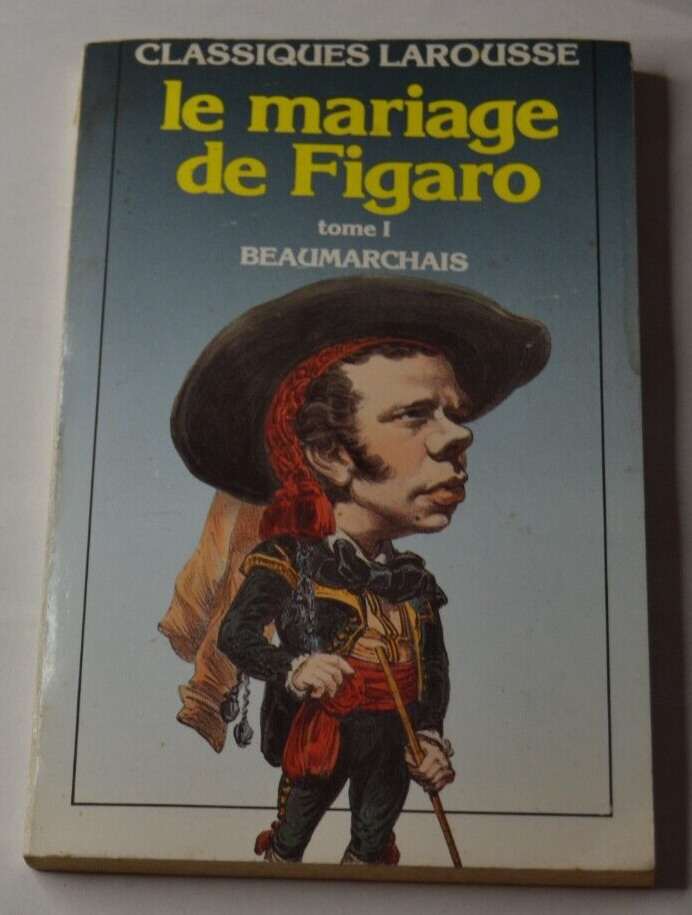 CLASSIQUES LAROUSSE
le mariage
de Figaro
tome I
BEAUMARCHAIS